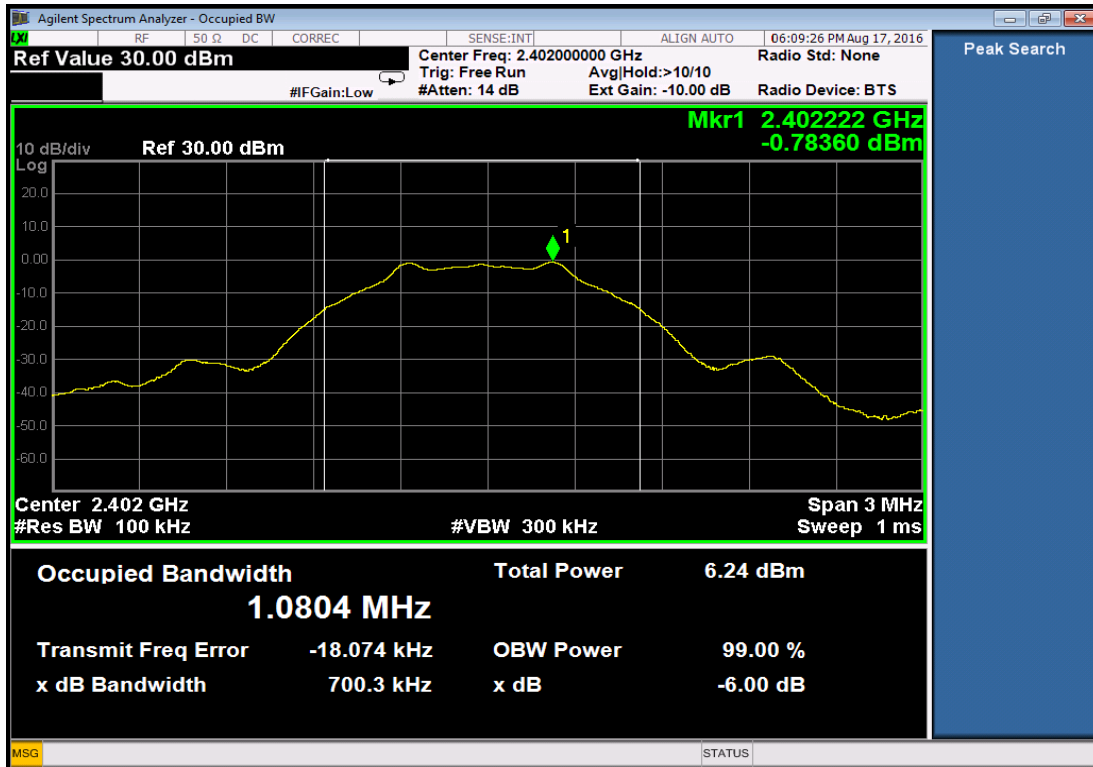 Agilent Spectrum Analyzer - Occupied BW
LXI RF 50 Ω DC CORREC SENSE:INT ALIGN AUTO 06:09:26 PM Aug 17, 2016
Ref Value 30.00 dBm Center Freq: 2.402000000 GHz Radio Std: None
Trig: Free Run Avg|Hold:>10/10
#IFGain:Low #Atten: 14 dB Ext Gain: -10.00 dB Radio Device: BTS
Peak Search
Mkr1 2.402222 GHz
10 dB/div Ref 30.00 dBm -0.78360 dBm
Log
20.0
10.0
1
0.00
-10.0
-20.0
-30.0
-40.0
-50.0
-60.0
Center 2.402 GHz Span 3 MHz
#Res BW 100 kHz #VBW 300 kHz Sweep 1 ms
Occupied Bandwidth Total Power 6.24 dBm
1.0804 MHz
Transmit Freq Error -18.074 kHz OBW Power 99.00 %
x dB Bandwidth 700.3 kHz x dB -6.00 dB
MSG STATUS